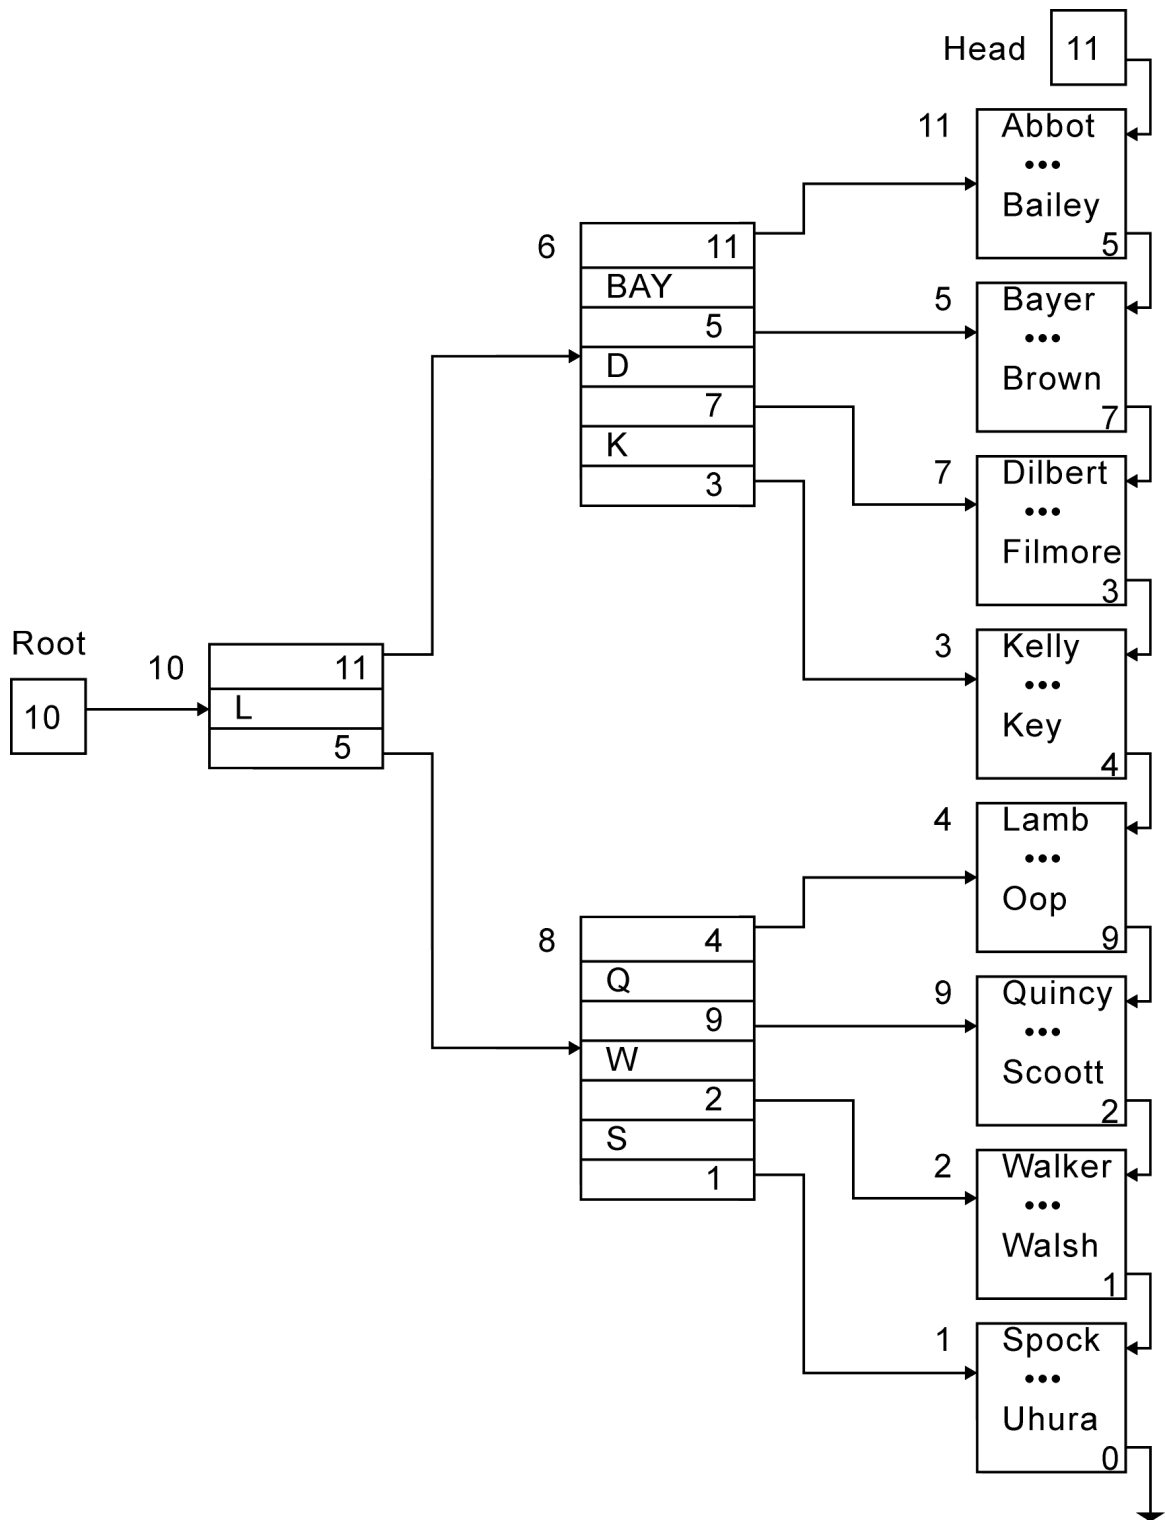 Head 11
11 Abbot
•••
Bailey
5
6 11
BAY
5
D
7
K
3
5 Bayer
•••
Brown
7
7 Dilbert
•••
Filmore
3
3 Kelly
•••
Key
4
Root
10
10 11
L
5
4 Lamb
•••
Oop
9
8 4
Q
9
W
2
S
1
9 Quincy
•••
Scoott
2
2 Walker
•••
Walsh
1
1 Spock
•••
Uhura
0